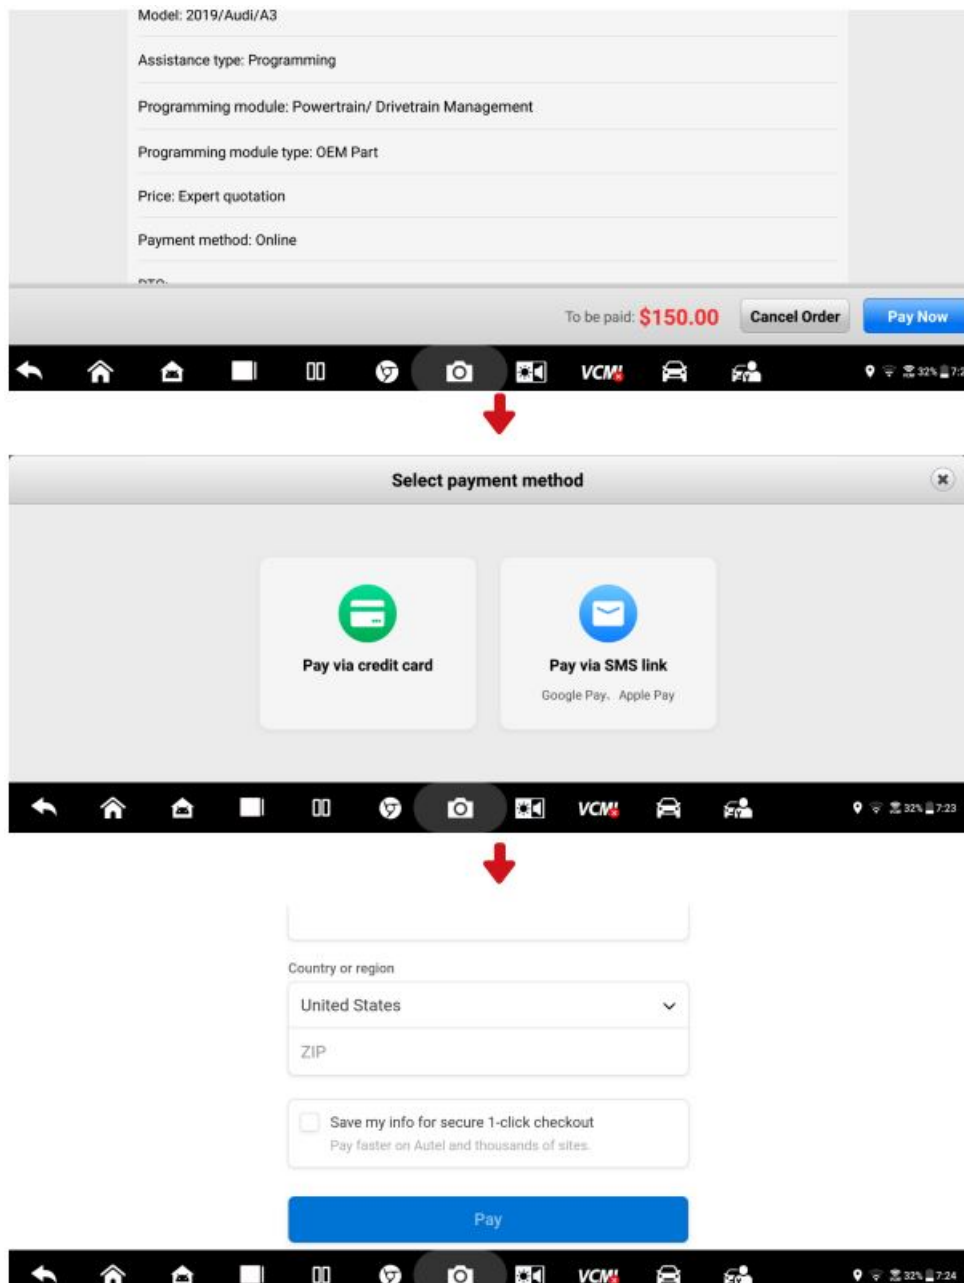 Model: 2019/Audi/A3
Assistance type: Programming
Programming module: Powertrain/ Drivetrain Management
Programming module type: OEM Part
Price: Expert quotation
Payment method: Online
To be paid: $150.00
Cancel Order
Pay Now
VCMI
32%
Select payment method
Pay via credit card
Pay via SMS link
Google Pay、 Apple Pay
VCMI
32% 7:23
Country or region
United States
ZIP
Save my info for secure 1-click checkout
Pay faster on Autel and thousands of sites.
Pay
VCMI
32% 7:24